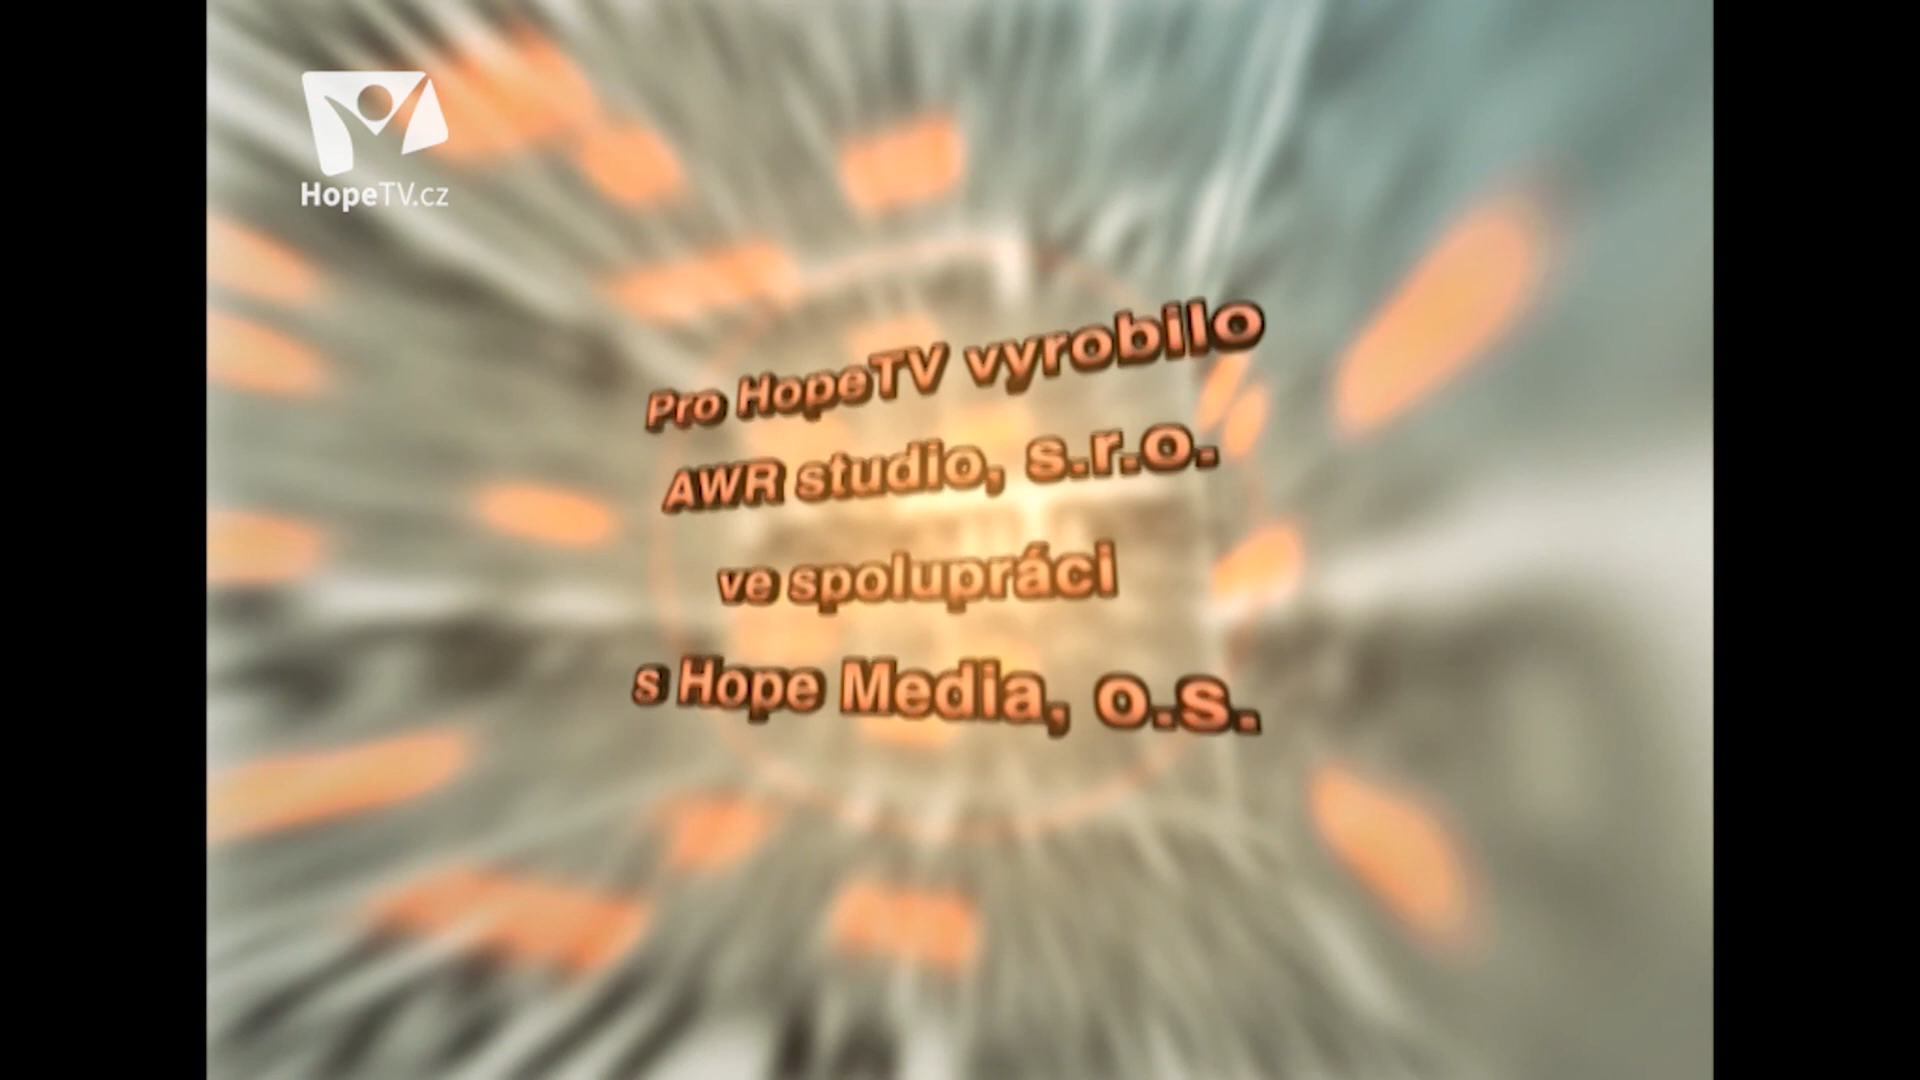 HopeTV.cz
Pro HopeTV vyrobilo
AWR studio, s.r.o.
ve spolupráci
s Hope Media, o.s.